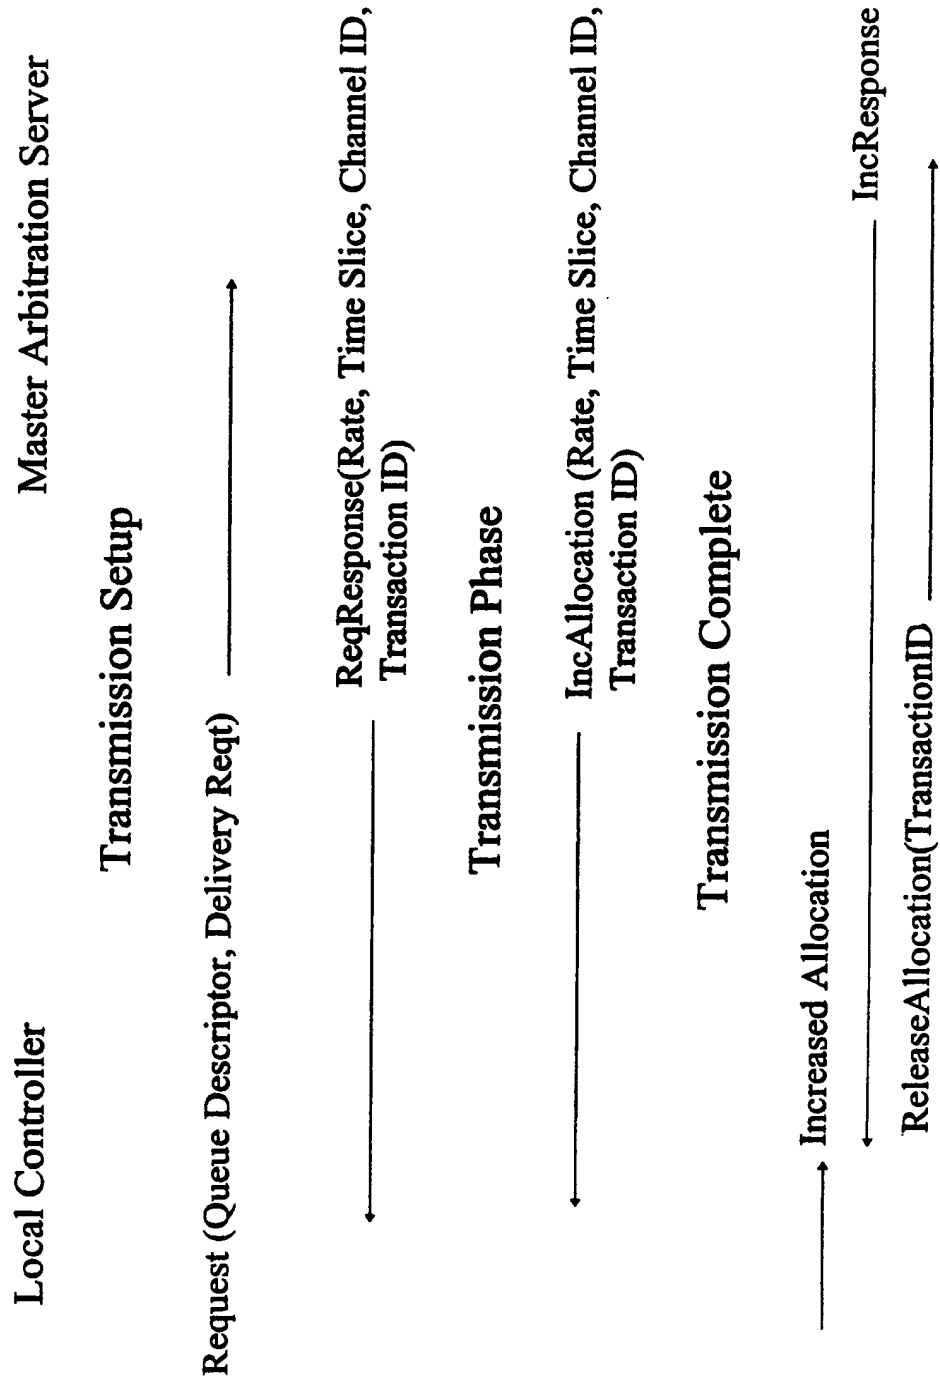 Local Controller
Master Arbitration Server
Transmission Setup
Request (Queue Descriptor, Delivery Reqt)
ReqResponse(Rate, Time Slice, Channel ID,
Transaction ID)
Transmission Phase
IncAllocation (Rate, Time Slice, Channel ID,
Transaction ID)
Transmission Complete
Increased Allocation
IncResponse
ReleaseAllocation(TransactionID